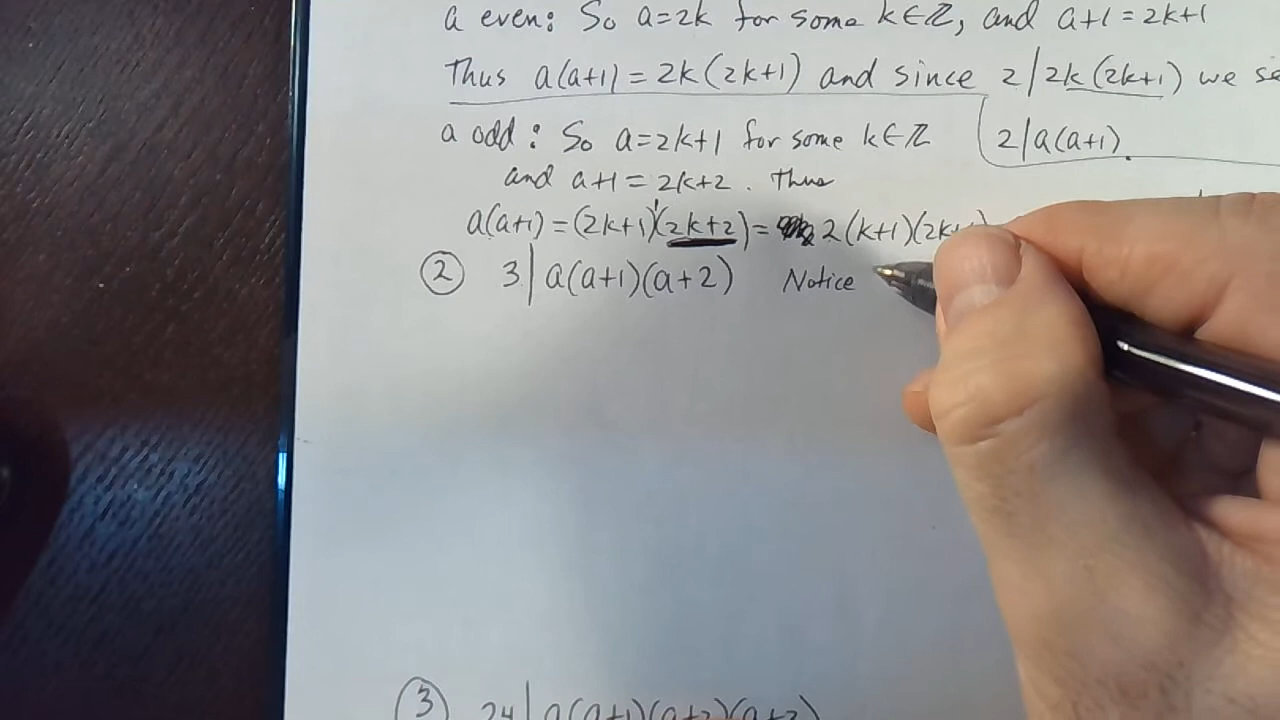 a even: So a=2k for some k∈ℤ, and a+1=2k+1
Thus a(a+1) = 2k(2k+1) and since 2|2k(2k+1) we
2|a(a+1).
a odd: So a=2k+1 for some k∈ℤ
and a+1=2k+2. Thus
a(a+1) = (2k+1)(2k+2) = 2(k+1)(2k+1)
② 3|a(a+1)(a+2) Notice
③ 24|a(a+1)(a+2)(a+3)